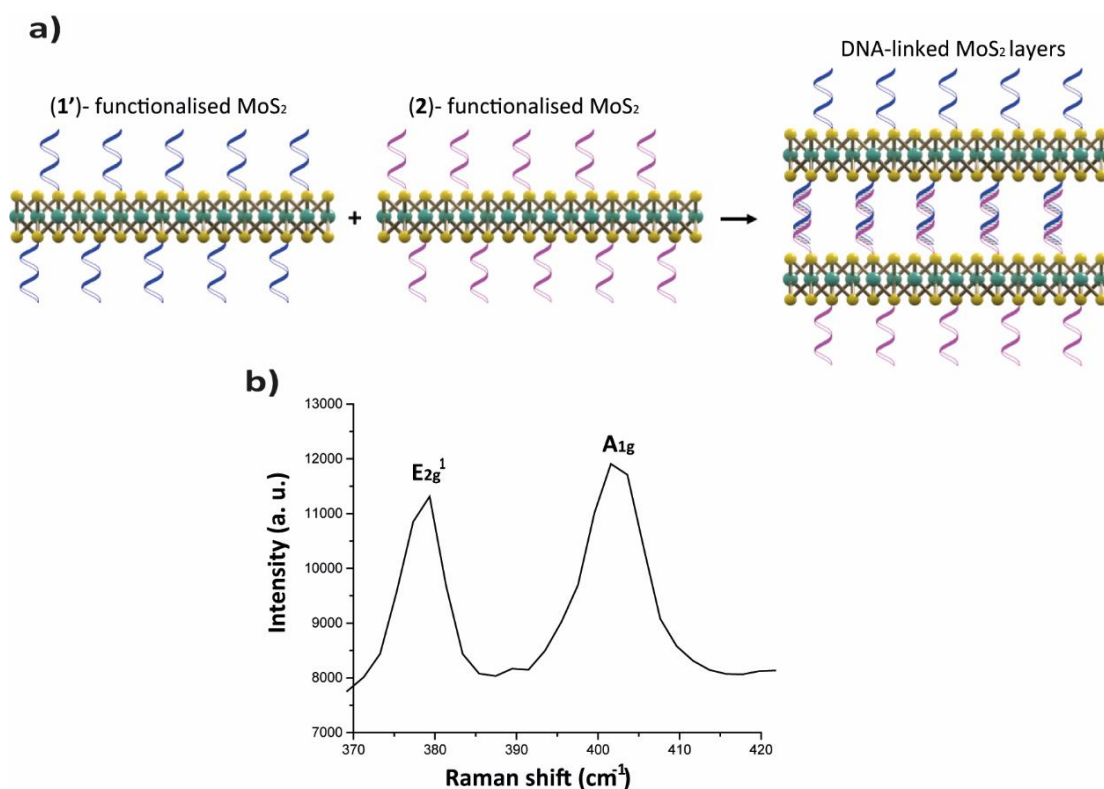 a)
DNA-linked MoS₂ layers
(1')- functionalised MoS₂
(2)- functionalised MoS₂
+
b)
13000
12000
11000
10000
9000
8000
7000
Intensity (a. u.)
E₂g¹
A₁g
370 380 390 400 410 420
Raman shift (cm⁻¹)